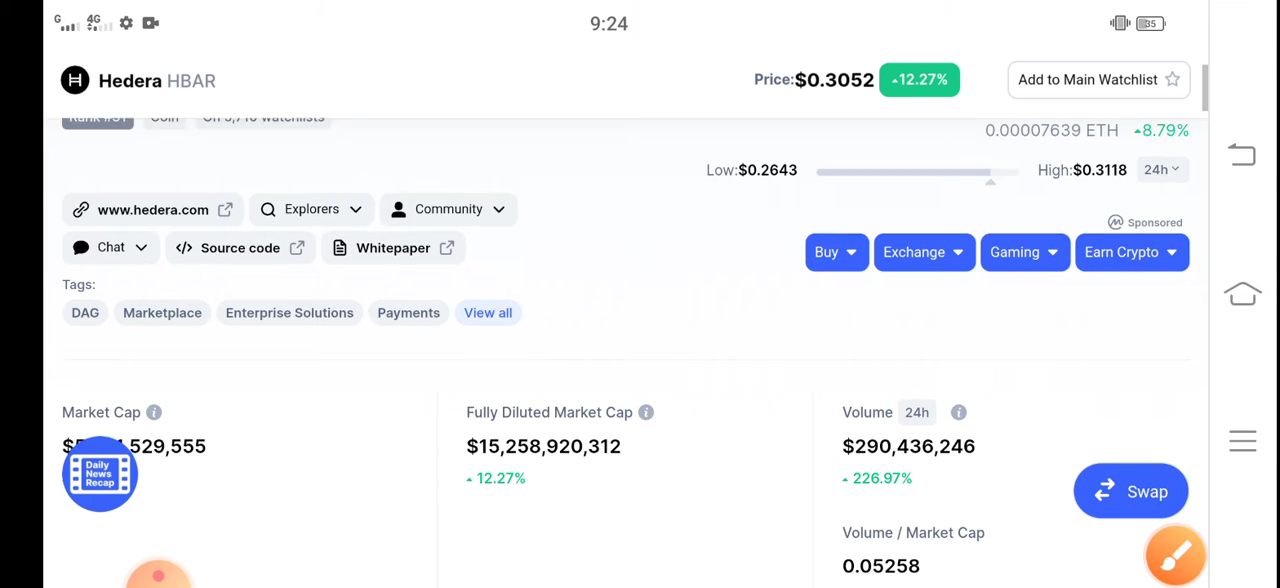 G 4G 9:24 35
Hedera HBAR Price:$0.3052 12.27% Add to Main Watchlist
Coin
0.00007639 ETH 8.79%
Low:$0.2643 High:$0.3118 24h
www.hedera.com Explorers Community
Sponsored
Chat Source code Whitepaper
Buy Exchange Gaming Earn Crypto
Tags:
DAG Marketplace Enterprise Solutions Payments View all
Market Cap Fully Diluted Market Cap Volume 24h
529,555 $15,258,920,312 $290,436,246
Daily
News
Recap
12.27% 226.97%
Swap
Volume / Market Cap
0.05258